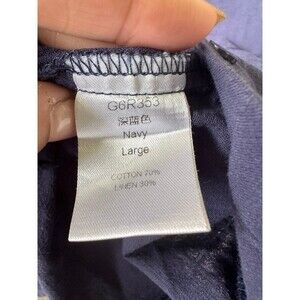 G6R353
深蓝色
Navy
Large
COTTON 70%
LINEN 30%